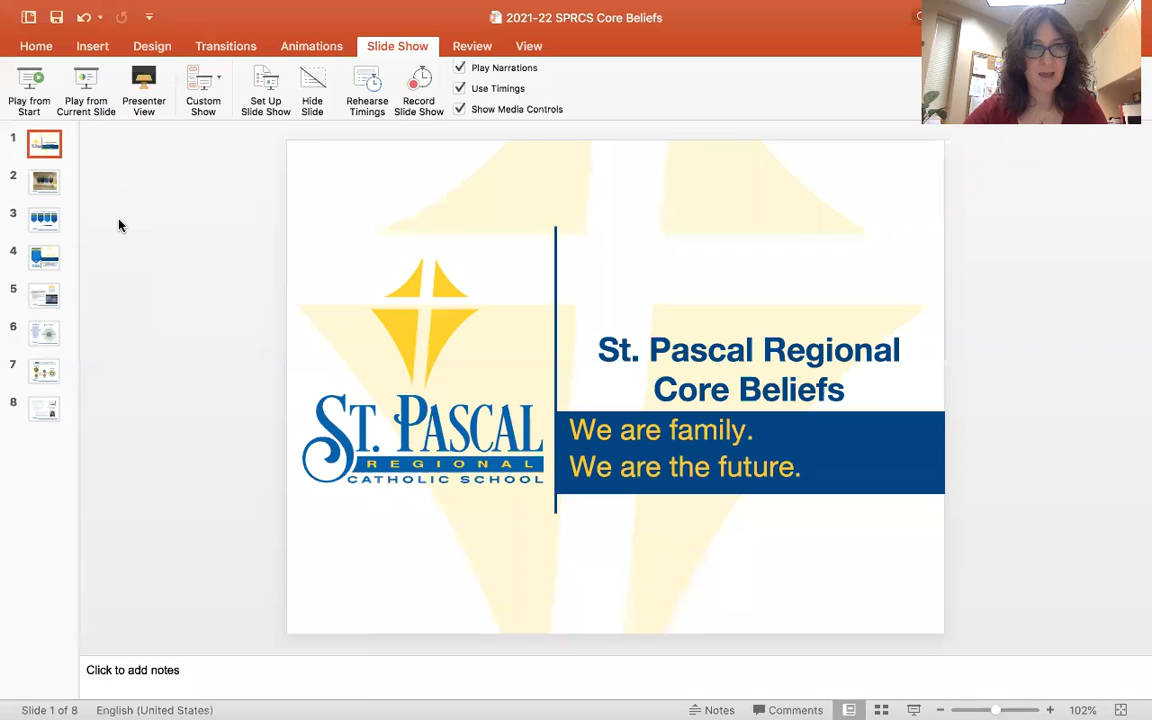 2021-22 SPRCS Core Beliefs
Home Insert Design Transitions Animations Slide Show Review View
Play from Start
Play from Current Slide
Presenter View
Custom Show
Set Up Slide Show
Hide Slide
Rehearse Timings
Record Slide Show
Play Narrations
Use Timings
Show Media Controls
1
2
3
4
5
6
7
8
ST. PASCAL
REGIONAL
CATHOLIC SCHOOL
St. Pascal Regional
Core Beliefs
We are family.
We are the future.
Click to add notes
Slide 1 of 8 English (United States) Notes Comments 102%